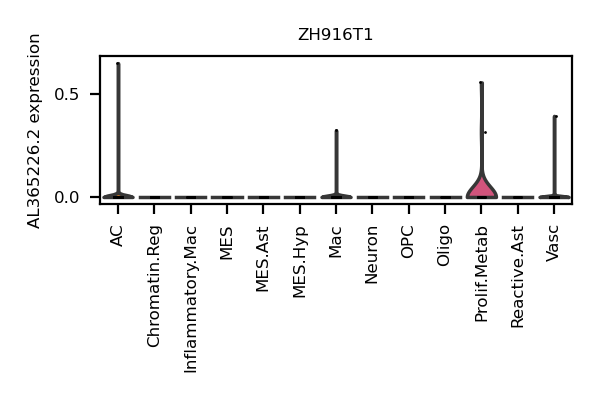 ZH916T1
AL365226.2 expression
0.5
0.0
AC
Chromatin.Reg
Inflammatory.Mac
MES
MES.Ast
MES.Hyp
Mac
Neuron
OPC
Oligo
Prolif.Metab
Reactive.Ast
Vasc